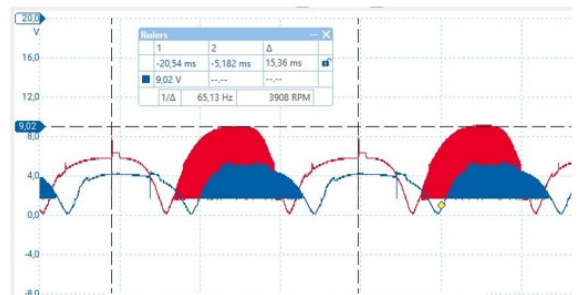 20,0
V
Rulers
1 2 Δ
-20,54 ms -5,182 ms 15,36 ms
9,02 V --.-- --.--
1/Δ 65,13 Hz 3908 RPM
16,0
12,0
9,02
8,0
4,0
0,0
-4,0
-8,0